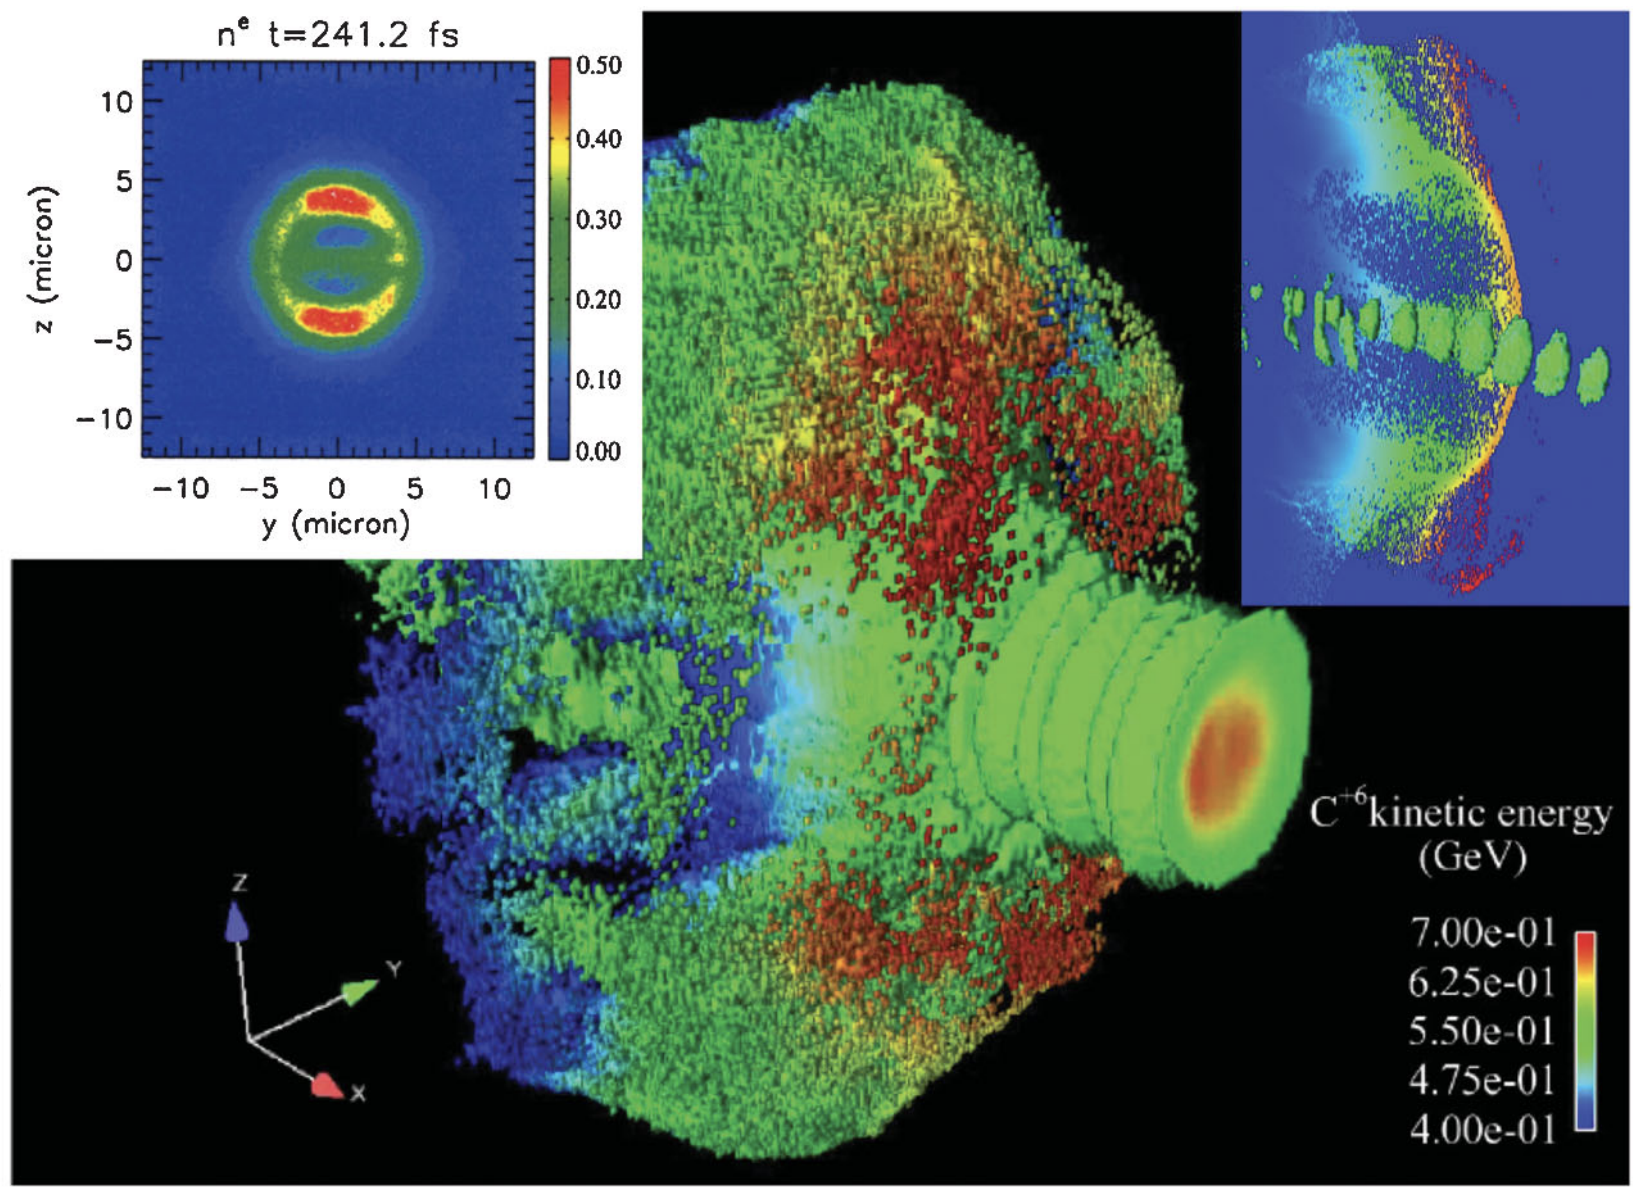 nᵉ t=241.2 fs
10
5
0
−5
−10
z (micron)
−10 −5 0 5 10
y (micron)
0.50
0.40
0.30
0.20
0.10
0.00
Z
Y
X
C⁺⁶kinetic energy
(GeV)
7.00e-01
6.25e-01
5.50e-01
4.75e-01
4.00e-01